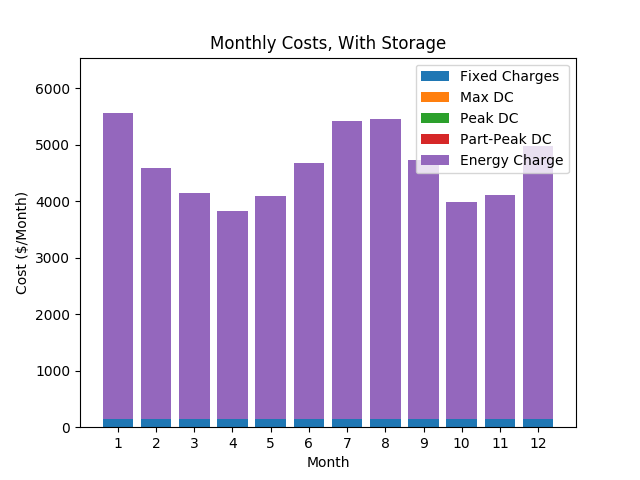 Monthly Costs, With Storage
Fixed Charges
Max DC
Peak DC
Part-Peak DC
Energy Charge
6000
5000
4000
3000
2000
1000
0
Cost ($/Month)
1 2 3 4 5 6 7 8 9 10 11 12
Month